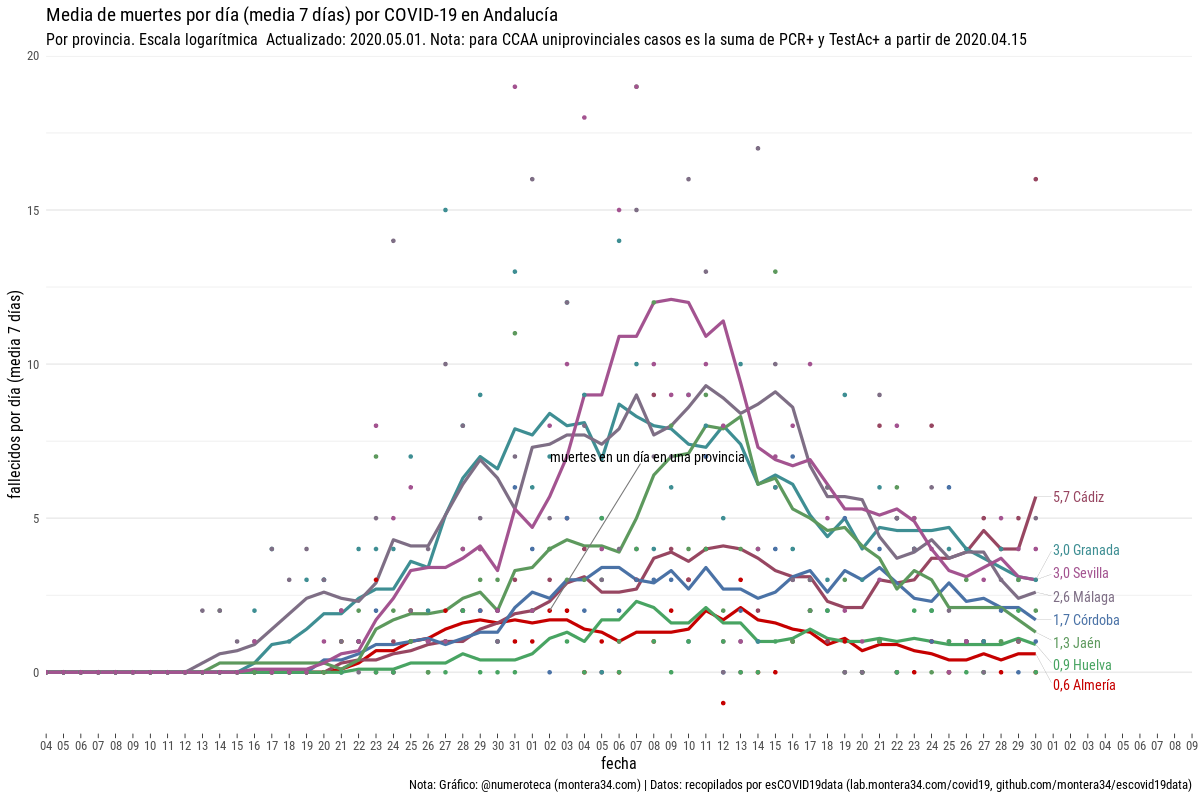 Media de muertes por día (media 7 días) por COVID-19 en Andalucía
Por provincia. Escala logarítmica  Actualizado: 2020.05.01. Nota: para CCAA uniprovinciales casos es la suma de PCR+ y TestAc+ a partir de 2020.04.15
20
15
10
5
0
fallecidos por día (media  7 días)
muertes en un día en una provincia
5,7 Cádiz
3,0 Granada
3,0 Sevilla
2,6 Málaga
1,7 Córdoba
1,3 Jaén
0,9 Huelva
0,6 Almería
04 05 06 07 08 09 10 11 12 13 14 15 16 17 18 19 20 21 22 23 24 25 26 27 28 29 30 31 01 02 03 04 05 06 07 08 09 10 11 12 13 14 15 16 17 18 19 20 21 22 23 24 25 26 27 28 29 30 01 02 03 04 05 06 07 08 09
fecha
Nota: Gráfico: @numeroteca (montera34.com) | Datos: recopilados por esCOVID19data (lab.montera34.com/covid19, github.com/montera34/escovid19data)